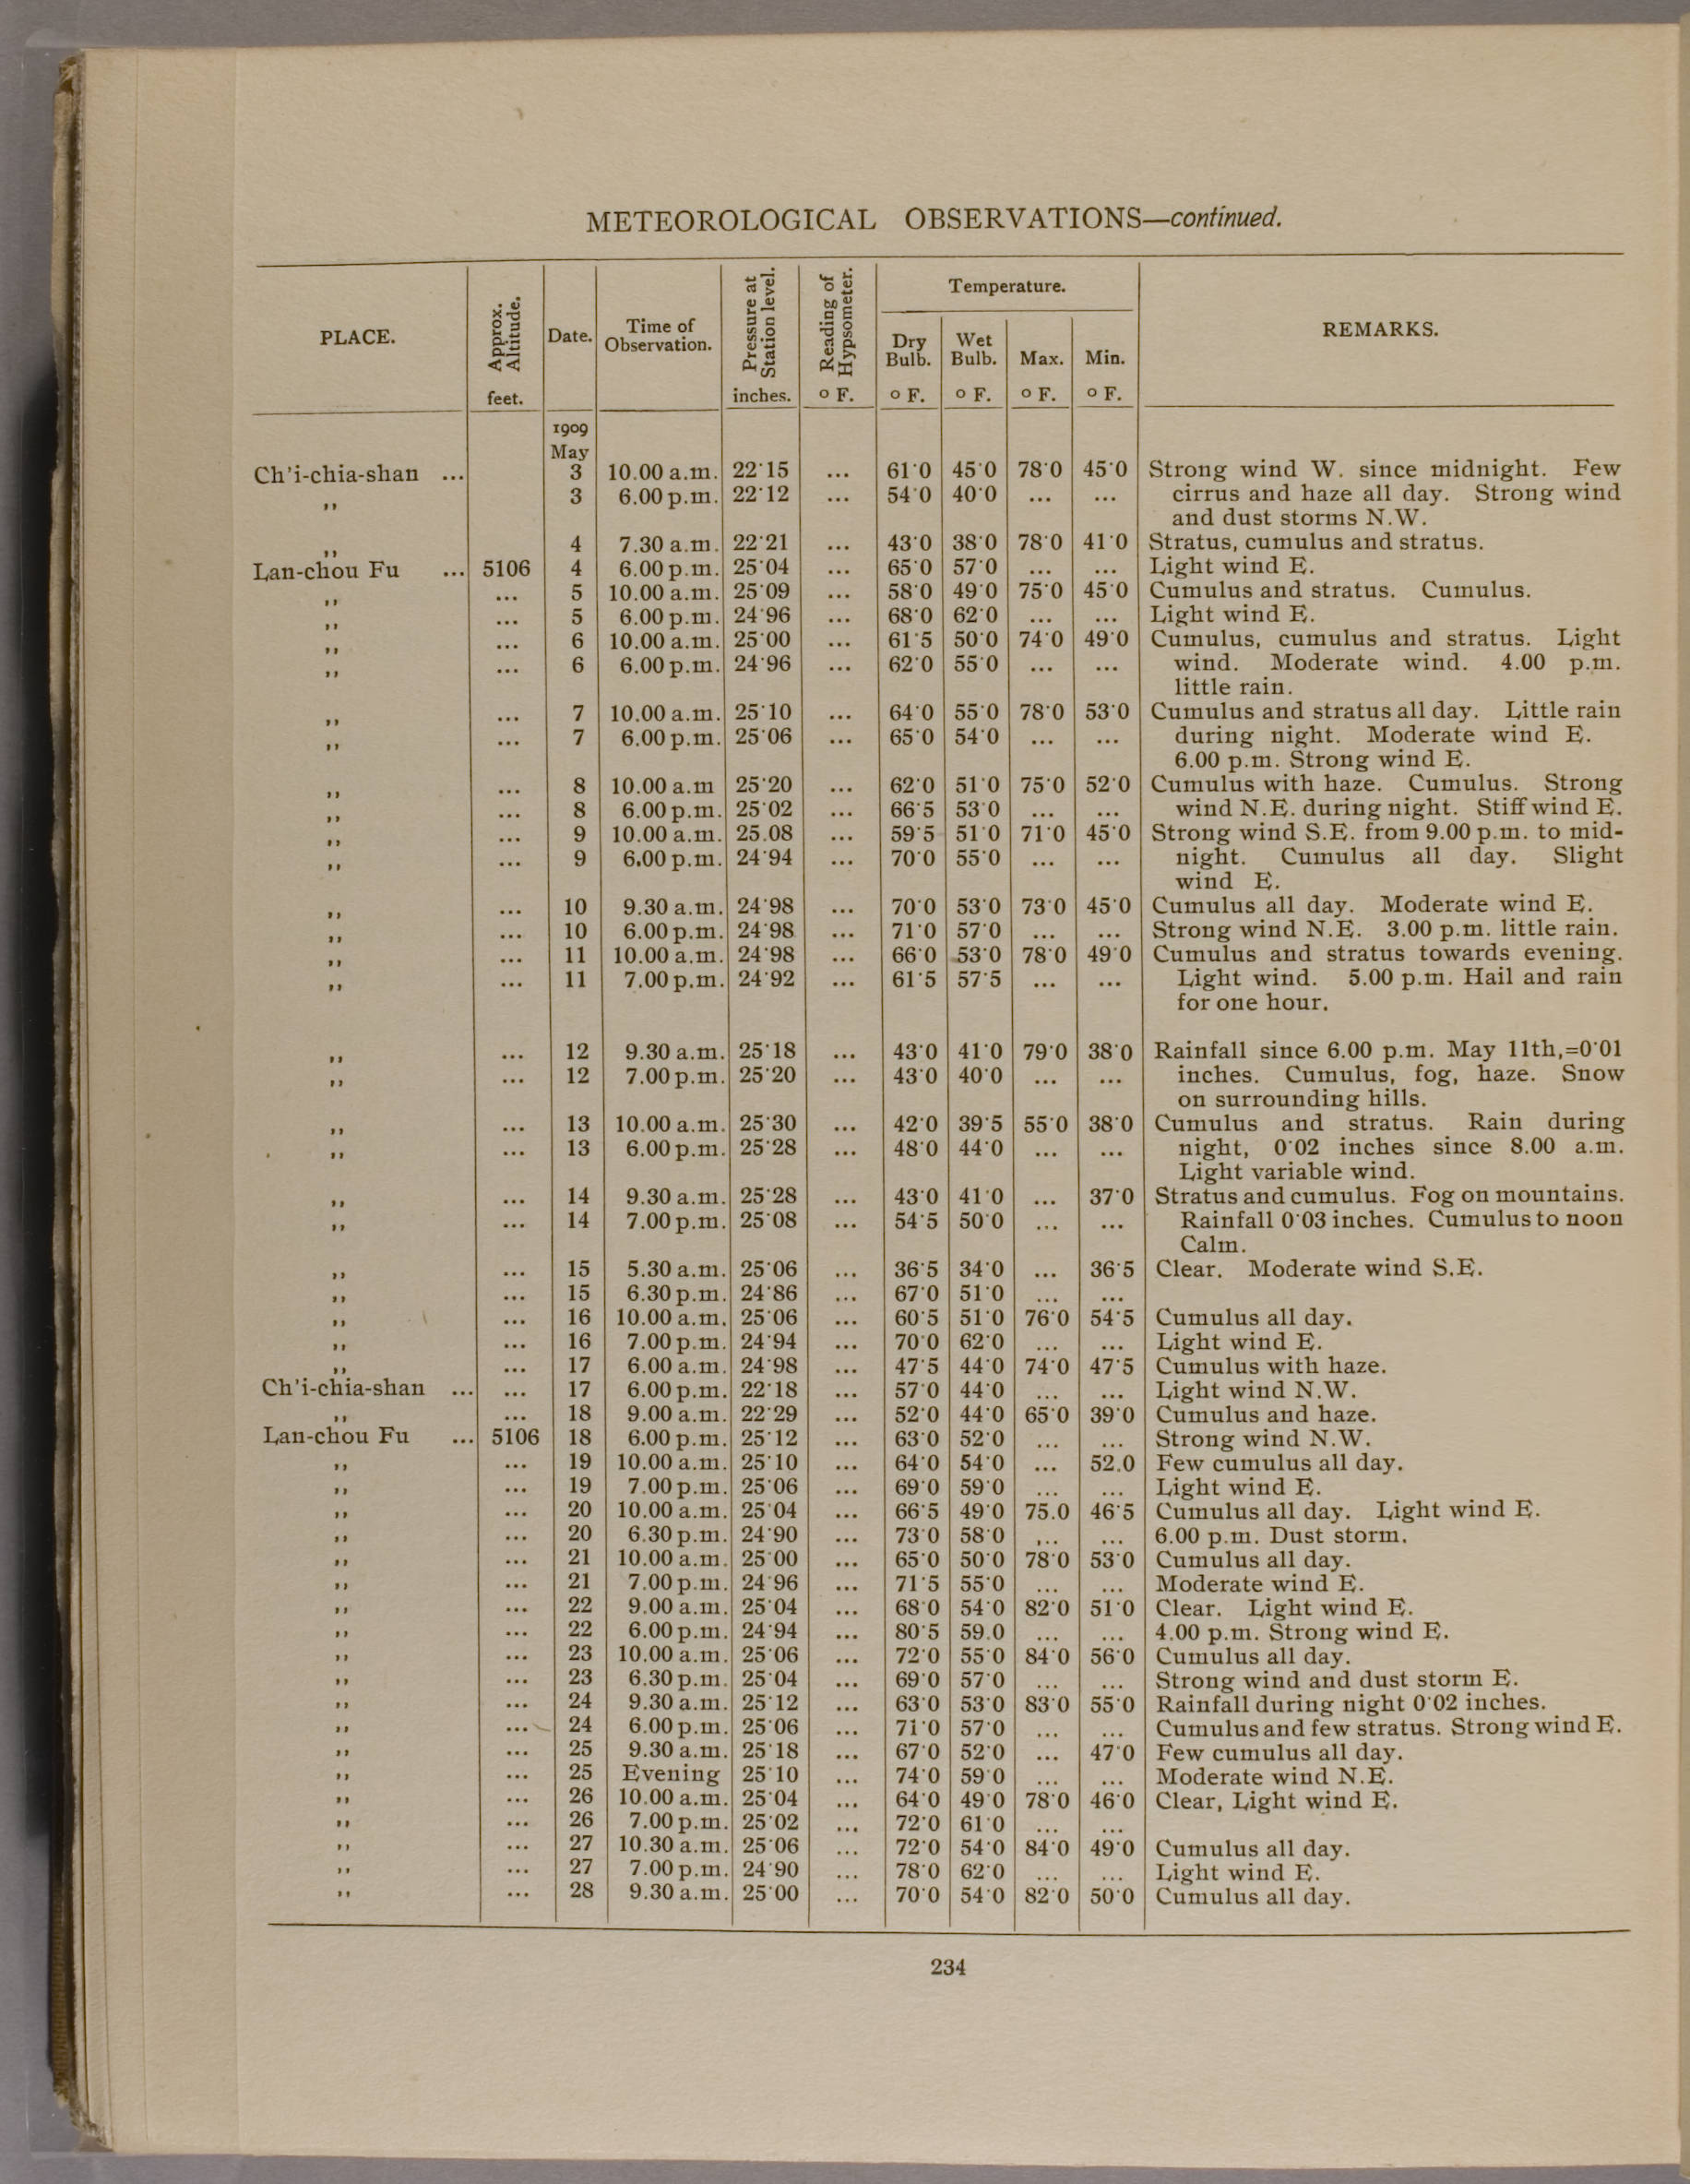 METEOROLOGICAL OBSERVATIONS—continued.
PLACE. Approx. Altitude. Date. Time of Observation. Pressure at Station level. Reading of Hypsometer. Temperature. REMARKS.
Dry Bulb. Wet Bulb. Max. Min.
feet. inches. o F. o F. o F. o F. o F.
1909
May
Ch'i-chia-shan ... 3 10.00 a.m. 22·15 ... 61·0 45·0 78·0 45·0 Strong wind W. since midnight. Few
,, 3 6.00 p.m. 22·12 ... 54·0 40·0 ... ... cirrus and haze all day. Strong wind
and dust storms N.W.
,, 4 7.30 a.m. 22·21 ... 43·0 38·0 78·0 41·0 Stratus, cumulus and stratus.
Lan-chou Fu ... 5106 4 6.00 p.m. 25·04 ... 65·0 57·0 ... ... Light wind E.
,, ... 5 10.00 a.m. 25·09 ... 58·0 49·0 75·0 45·0 Cumulus and stratus. Cumulus.
,, ... 5 6.00 p.m. 24·96 ... 68·0 62·0 ... ... Light wind E.
,, ... 6 10.00 a.m. 25·00 ... 61·5 50·0 74·0 49·0 Cumulus, cumulus and stratus. Light
,, ... 6 6.00 p.m. 24·96 ... 62·0 55·0 ... ... wind. Moderate wind. 4.00 p.m.
little rain.
,, ... 7 10.00 a.m. 25·10 ... 64·0 55·0 78·0 53·0 Cumulus and stratus all day. Little rain
,, ... 7 6.00 p.m. 25·06 ... 65·0 54·0 ... ... during night. Moderate wind E.
6.00 p.m. Strong wind E.
,, ... 8 10.00 a.m 25·20 ... 62·0 51·0 75·0 52·0 Cumulus with haze. Cumulus. Strong
,, ... 8 6.00 p.m. 25·02 ... 66·5 53·0 ... ... wind N.E. during night. Stiff wind E.
,, ... 9 10.00 a.m. 25.08 ... 59·5 51·0 71·0 45·0 Strong wind S.E. from 9.00 p.m. to mid-
,, ... 9 6.00 p.m. 24·94 ... 70·0 55·0 ... ... night. Cumulus all day. Slight
wind E.
,, ... 10 9.30 a.m. 24·98 ... 70·0 53·0 73·0 45·0 Cumulus all day. Moderate wind E.
,, ... 10 6.00 p.m. 24·98 ... 71·0 57·0 ... ... Strong wind N.E. 3.00 p.m. little rain.
,, ... 11 10.00 a.m. 24·98 ... 66·0 53·0 78·0 49·0 Cumulus and stratus towards evening.
,, ... 11 7.00 p.m. 24·92 ... 61·5 57·5 ... ... Light wind. 5.00 p.m. Hail and rain
for one hour.
,, ... 12 9.30 a.m. 25·18 ... 43·0 41·0 79·0 38·0 Rainfall since 6.00 p.m. May 11th,=0·01
,, ... 12 7.00 p.m. 25·20 ... 43·0 40·0 ... ... inches. Cumulus, fog, haze. Snow
on surrounding hills.
,, ... 13 10.00 a.m. 25·30 ... 42·0 39·5 55·0 38·0 Cumulus and stratus. Rain during
,, ... 13 6.00 p.m. 25·28 ... 48·0 44·0 ... ... night, 0·02 inches since 8.00 a.m.
Light variable wind.
,, ... 14 9.30 a.m. 25·28 ... 43·0 41·0 ... 37·0 Stratus and cumulus. Fog on mountains.
,, ... 14 7.00 p.m. 25·08 ... 54·5 50·0 ... ... Rainfall 0·03 inches. Cumulus to noon
Calm.
,, ... 15 5.30 a.m. 25·06 ... 36·5 34·0 ... 36·5 Clear. Moderate wind S.E.
,, ... 15 6.30 p.m. 24·86 ... 67·0 51·0 ... ...
,, ... 16 10.00 a.m. 25·06 ... 60·5 51·0 76·0 54·5 Cumulus all day.
,, ... 16 7.00 p.m. 24·94 ... 70·0 62·0 ... ... Light wind E.
,, ... 17 6.00 a.m. 24·98 ... 47·5 44·0 74·0 47·5 Cumulus with haze.
Ch'i-chia-shan ... ... 17 6.00 p.m. 22·18 ... 57·0 44·0 ... ... Light wind N.W.
,, ... 18 9.00 a.m. 22·29 ... 52·0 44·0 65·0 39·0 Cumulus and haze.
Lan-chou Fu ... 5106 18 6.00 p.m. 25·12 ... 63·0 52·0 ... ... Strong wind N.W.
,, ... 19 10.00 a.m. 25·10 ... 64·0 54·0 ... 52.0 Few cumulus all day.
,, ... 19 7.00 p.m. 25·06 ... 69·0 59·0 ... ... Light wind E.
,, ... 20 10.00 a.m. 25·04 ... 66·5 49·0 75.0 46·5 Cumulus all day. Light wind E.
,, ... 20 6.30 p.m. 24·90 ... 73·0 58·0 ... ... 6.00 p.m. Dust storm.
,, ... 21 10.00 a.m. 25·00 ... 65·0 50·0 78·0 53·0 Cumulus all day.
,, ... 21 7.00 p.m. 24·96 ... 71·5 55·0 ... ... Moderate wind E.
,, ... 22 9.00 a.m. 25·04 ... 68·0 54·0 82·0 51·0 Clear. Light wind E.
,, ... 22 6.00 p.m. 24·94 ... 80·5 59.0 ... ... 4.00 p.m. Strong wind E.
,, ... 23 10.00 a.m. 25·06 ... 72·0 55·0 84·0 56·0 Cumulus all day.
,, ... 23 6.30 p.m. 25·04 ... 69·0 57·0 ... ... Strong wind and dust storm E.
,, ... 24 9.30 a.m. 25·12 ... 63·0 53·0 83·0 55·0 Rainfall during night 0·02 inches.
,, ... 24 6.00 p.m. 25·06 ... 71·0 57·0 ... ... Cumulus and few stratus. Strong wind E.
,, ... 25 9.30 a.m. 25·18 ... 67·0 52·0 ... 47·0 Few cumulus all day.
,, ... 25 Evening 25·10 ... 74·0 59·0 ... ... Moderate wind N.E.
,, ... 26 10.00 a.m. 25·04 ... 64·0 49·0 78·0 46·0 Clear, Light wind E.
,, ... 26 7.00 p.m. 25·02 ... 72·0 61·0 ... ...
,, ... 27 10.30 a.m. 25·06 ... 72·0 54·0 84·0 49·0 Cumulus all day.
,, ... 27 7.00 p.m. 24·90 ... 78·0 62·0 ... ... Light wind E.
,, ... 28 9.30 a.m. 25·00 ... 70·0 54·0 82·0 50·0 Cumulus all day.
234